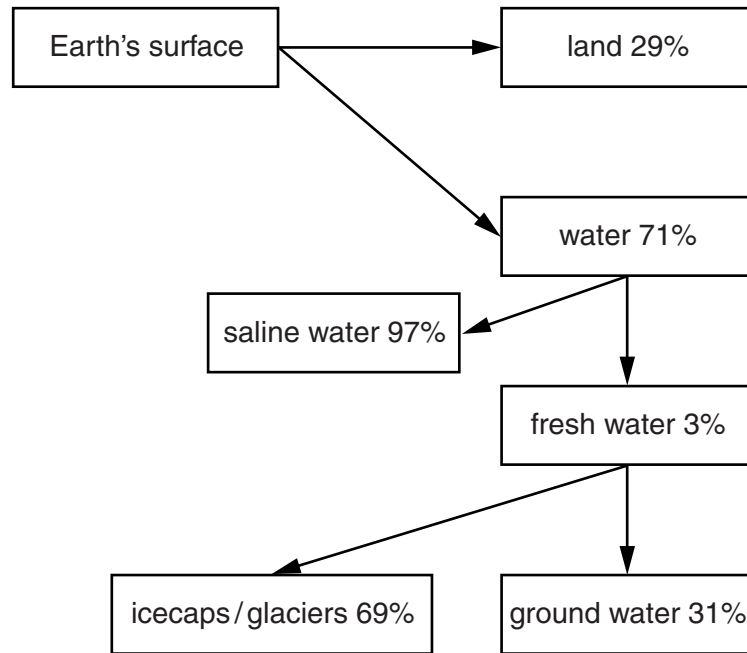 Earth's surface
land 29%
water 71%
saline water 97%
fresh water 3%
icecaps/glaciers 69%
ground water 31%